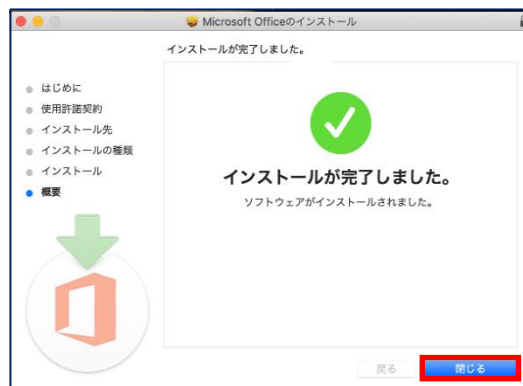 Microsoft Officeのインストール
インストールが完了しました。
はじめに
使用許諾契約
インストール先
インストールの種類
インストール
概要
インストールが完了しました。
ソフトウェアがインストールされました。
戻る
閉じる